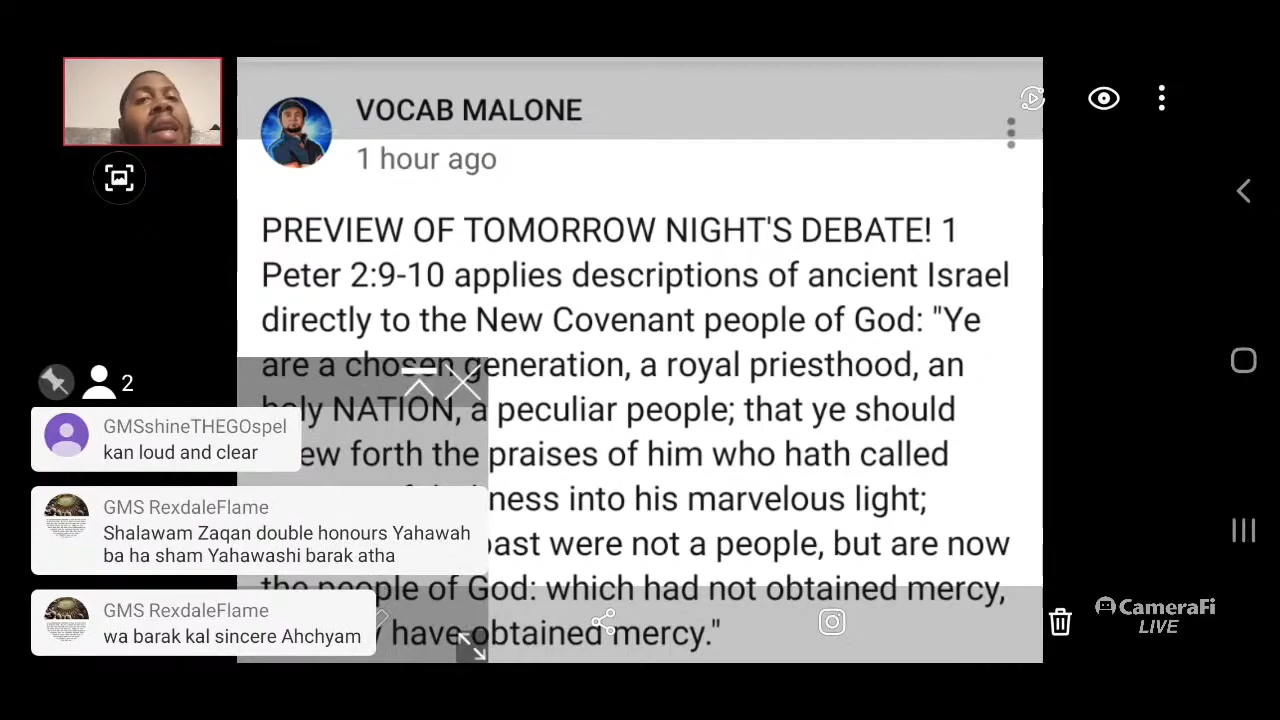 VOCAB MALONE
1 hour ago
PREVIEW OF TOMORROW NIGHT'S DEBATE! 1
Peter 2:9-10 applies descriptions of ancient Israel
directly to the New Covenant people of God: "Ye
are a chosen generation, a royal priesthood, an
holy NATION, a peculiar people; that ye should
forth the praises of him who hath called
into his marvelous light;
past were not a people, but are now
the people of God: which had not obtained mercy,
have obtained mercy."
2
GMSshineTHEGOspel
kan loud and clear
GMS RexdaleFlame
Shalawam Zaqan double honours Yahawah
ba ha sham Yahawashi barak atha
GMS RexdaleFlame
wa barak kal sincere Ahchyam
CameraFi
LIVE